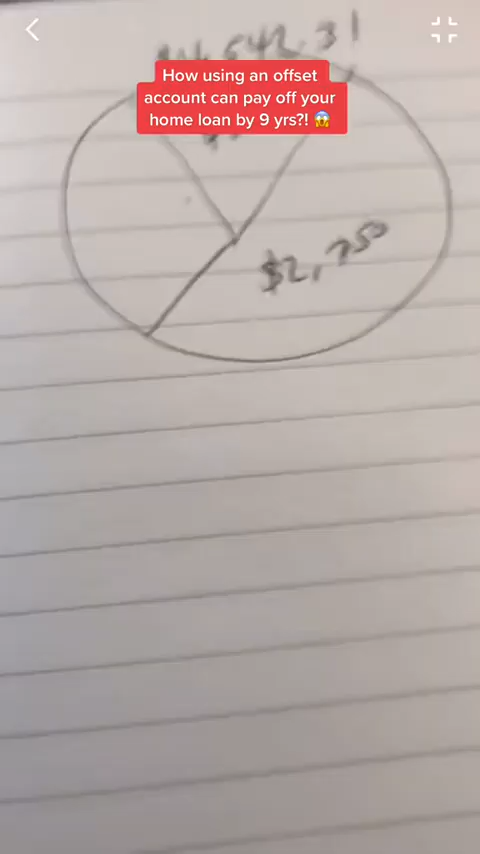 How using an offset
account can pay off your
home loan by 9 yrs?! 😱
$2,750